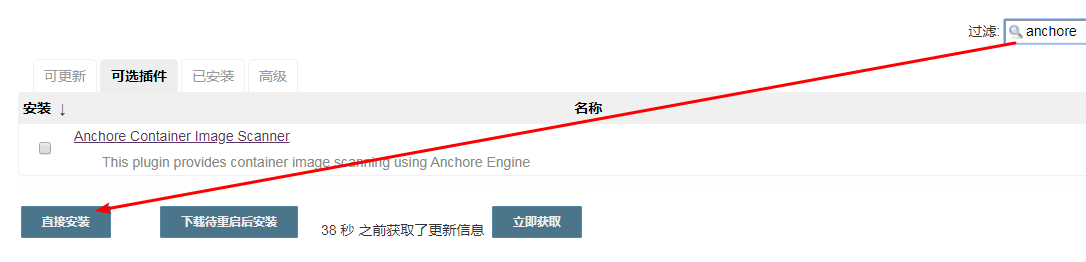 过滤: anchore
可更新 可选插件 已安装 高级
安装 ↓ 名称
Anchore Container Image Scanner
This plugin provides container image scanning using Anchore Engine
直接安装 下载待重启后安装 38 秒 之前获取了更新信息 立即获取